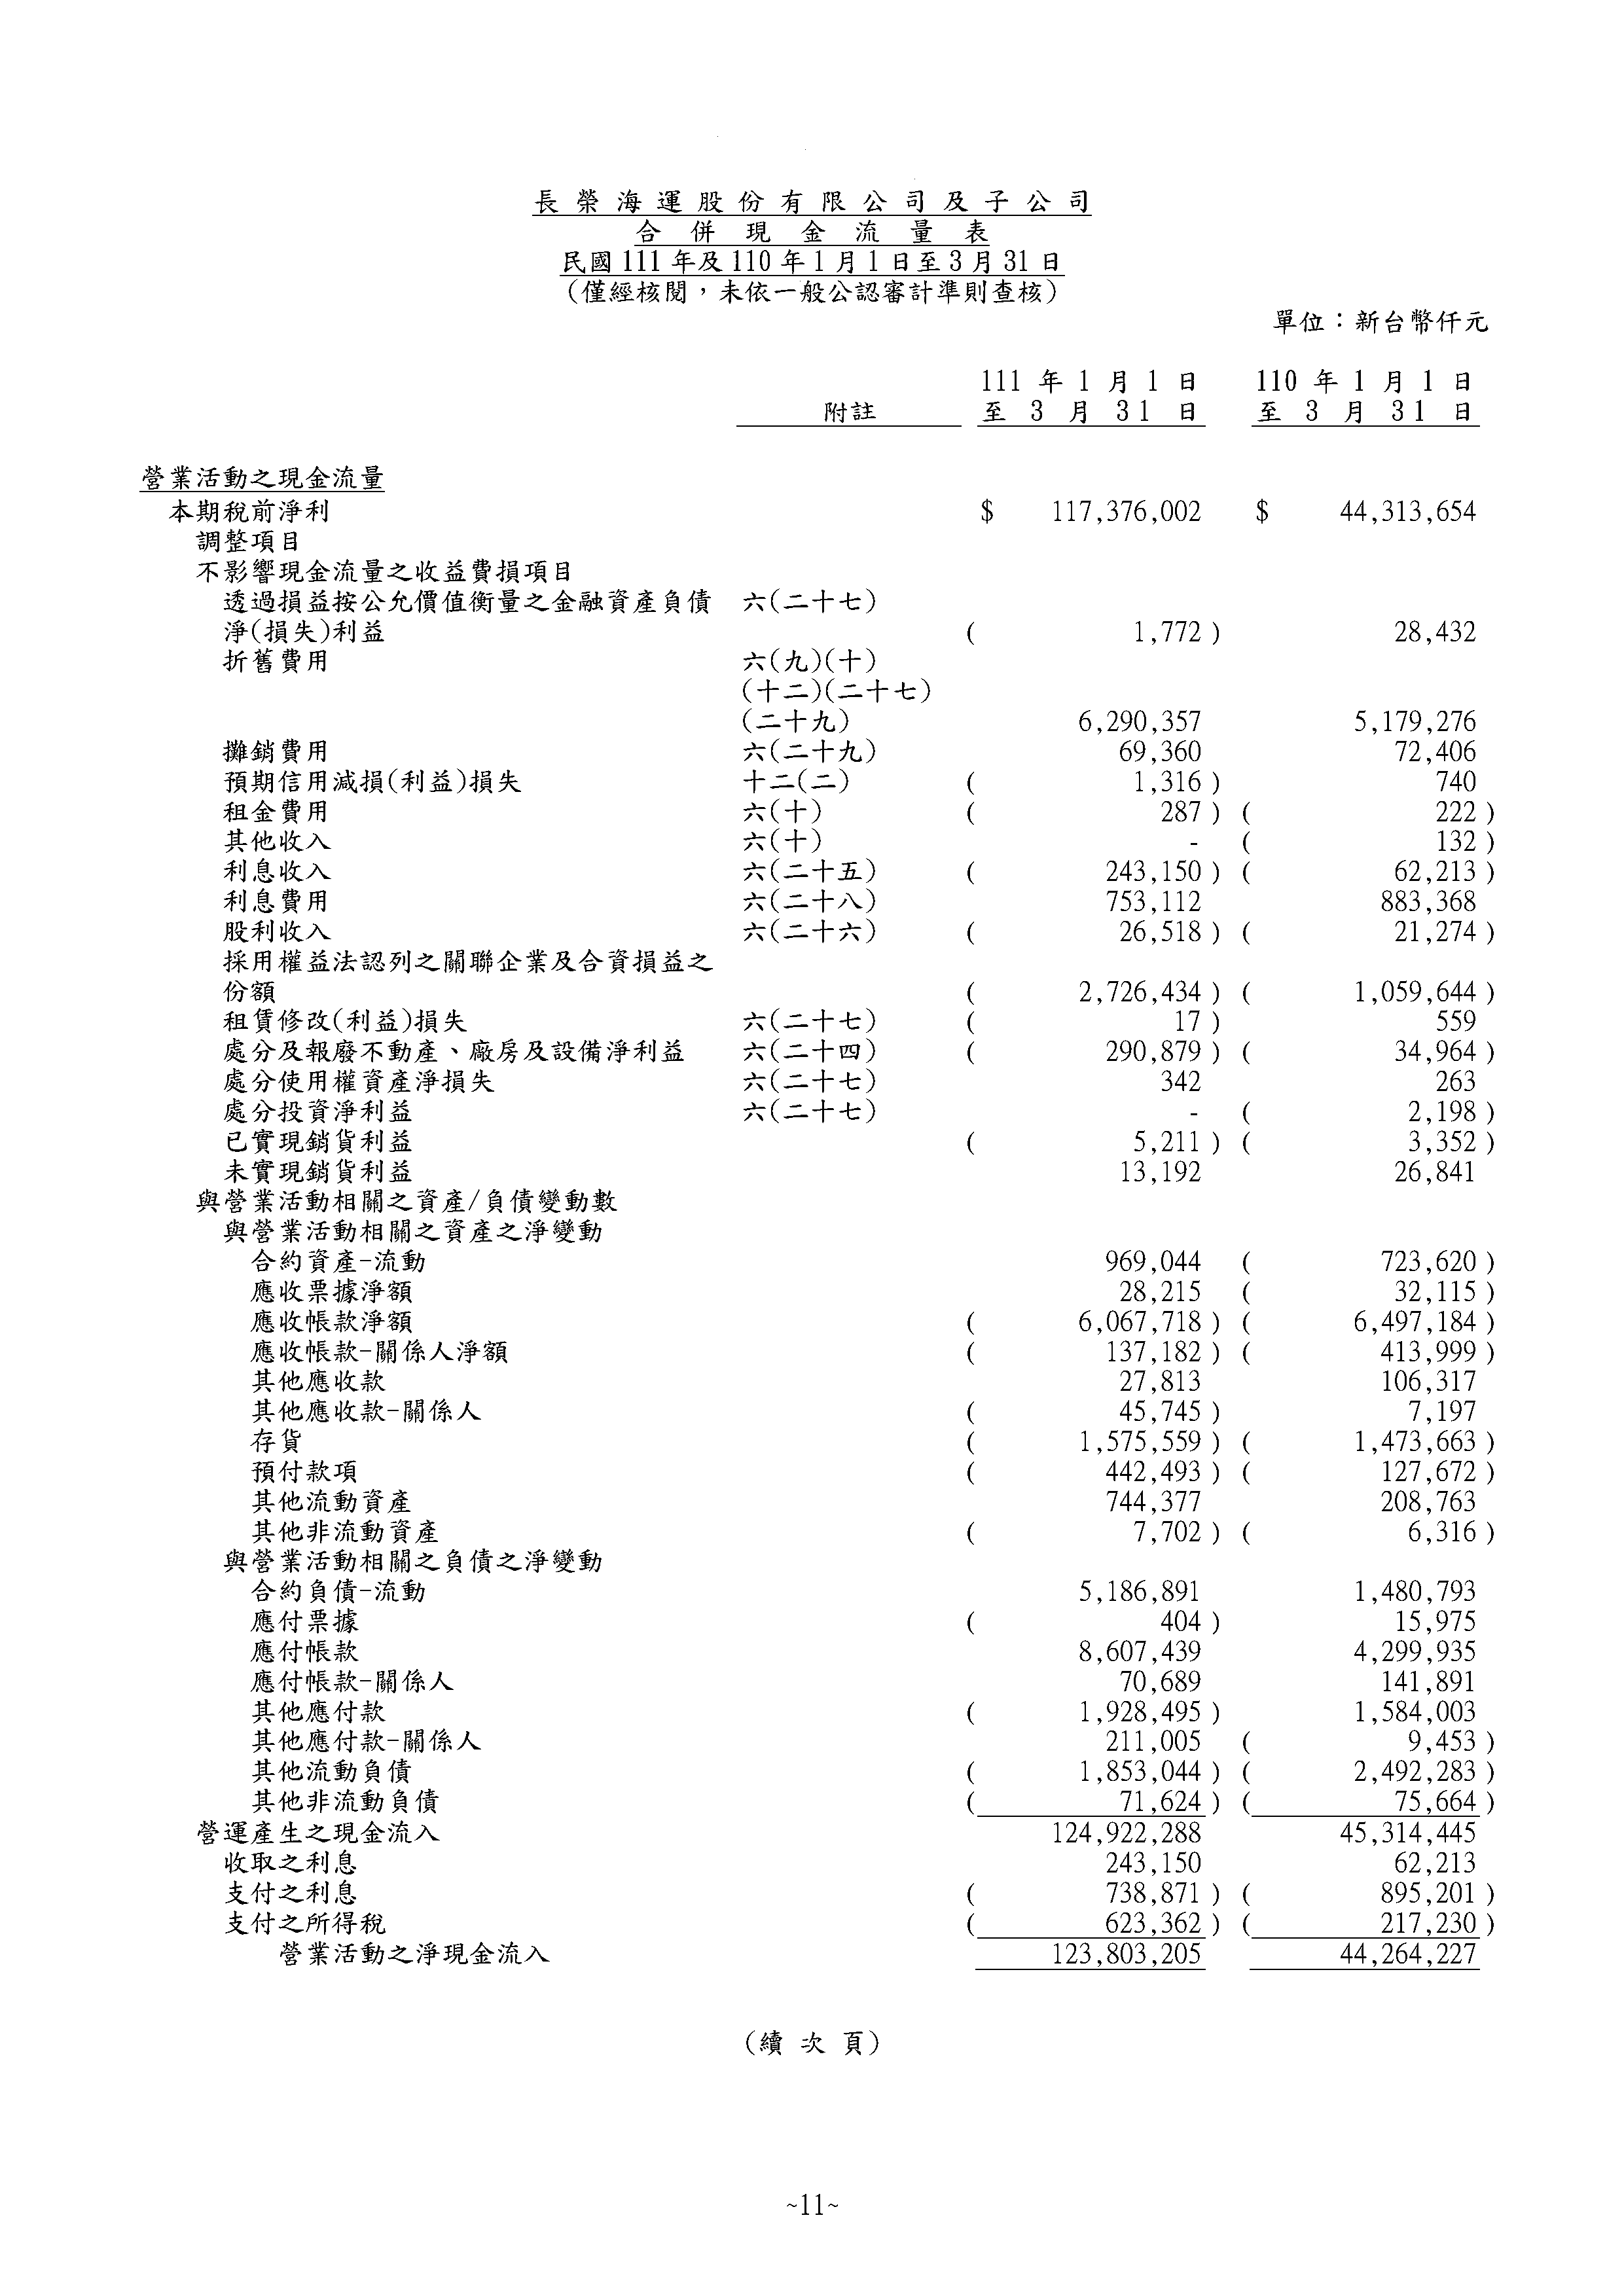 長榮海運股份有限公司及子公司
合併現金流量表
民國111年及110年1月1日至3月31日
(僅經核閱，未依一般公認審計準則查核)
單位：新台幣仟元
111 年 1 月 1 日 110 年 1 月 1 日
附註 至 3 月 31 日 至 3 月 31 日
營業活動之現金流量
本期稅前淨利 $ 117,376,002 $ 44,313,654
調整項目
不影響現金流量之收益費損項目
透過損益按公允價值衡量之金融資產負債 六(二十七)
淨(損失)利益 ( 1,772 ) 28,432
折舊費用 六(九)(十)
(十二)(二十七)
(二十九) 6,290,357 5,179,276
攤銷費用 六(二十九) 69,360 72,406
預期信用減損(利益)損失 十二(二) ( 1,316 ) 740
租金費用 六(十) ( 287 ) ( 222 )
其他收入 六(十) - ( 132 )
利息收入 六(二十五) ( 243,150 ) ( 62,213 )
利息費用 六(二十八) 753,112 883,368
股利收入 六(二十六) ( 26,518 ) ( 21,274 )
採用權益法認列之關聯企業及合資損益之
份額 ( 2,726,434 ) ( 1,059,644 )
租賃修改(利益)損失 六(二十七) ( 17 ) 559
處分及報廢不動產、廠房及設備淨利益 六(二十四) ( 290,879 ) ( 34,964 )
處分使用權資產淨損失 六(二十七) 342 263
處分投資淨利益 六(二十七) - ( 2,198 )
已實現銷貨利益 ( 5,211 ) ( 3,352 )
未實現銷貨利益 13,192 26,841
與營業活動相關之資產/負債變動數
與營業活動相關之資產之淨變動
合約資產-流動 969,044 ( 723,620 )
應收票據淨額 28,215 ( 32,115 )
應收帳款淨額 ( 6,067,718 ) ( 6,497,184 )
應收帳款-關係人淨額 ( 137,182 ) ( 413,999 )
其他應收款 27,813 106,317
其他應收款-關係人 ( 45,745 ) 7,197
存貨 ( 1,575,559 ) ( 1,473,663 )
預付款項 ( 442,493 ) ( 127,672 )
其他流動資產 744,377 208,763
其他非流動資產 ( 7,702 ) ( 6,316 )
與營業活動相關之負債之淨變動
合約負債-流動 5,186,891 1,480,793
應付票據 ( 404 ) 15,975
應付帳款 8,607,439 4,299,935
應付帳款-關係人 70,689 141,891
其他應付款 ( 1,928,495 ) 1,584,003
其他應付款-關係人 211,005 ( 9,453 )
其他流動負債 ( 1,853,044 ) ( 2,492,283 )
其他非流動負債 ( 71,624 ) ( 75,664 )
營運產生之現金流入 124,922,288 45,314,445
收取之利息 243,150 62,213
支付之利息 ( 738,871 ) ( 895,201 )
支付之所得稅 ( 623,362 ) ( 217,230 )
營業活動之淨現金流入 123,803,205 44,264,227
(續 次 頁)
~11~